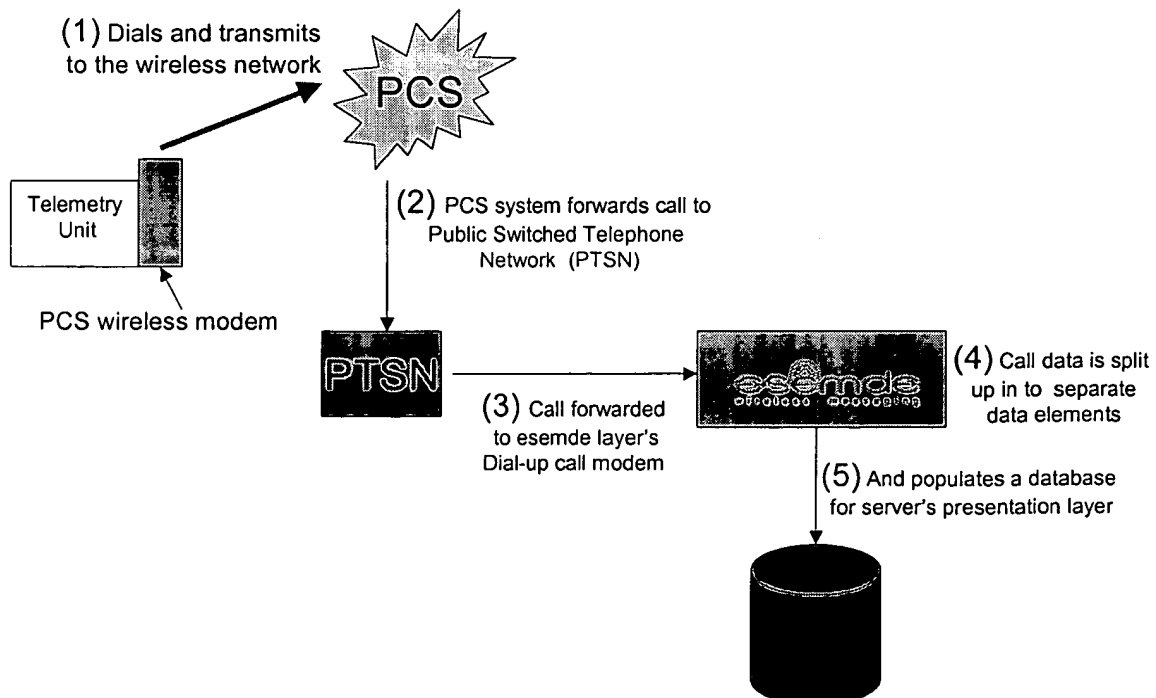 (1) Dials and transmits
to the wireless network
PCS
Telemetry
Unit
PCS wireless modem
(2) PCS system forwards call to
Public Switched Telephone
Network (PTSN)
PTSN
(3) Call forwarded
to esemde layer's
Dial-up call modem
esemde
wireless messaging
(4) Call data is split
up in to separate
data elements
(5) And populates a database
for server's presentation layer